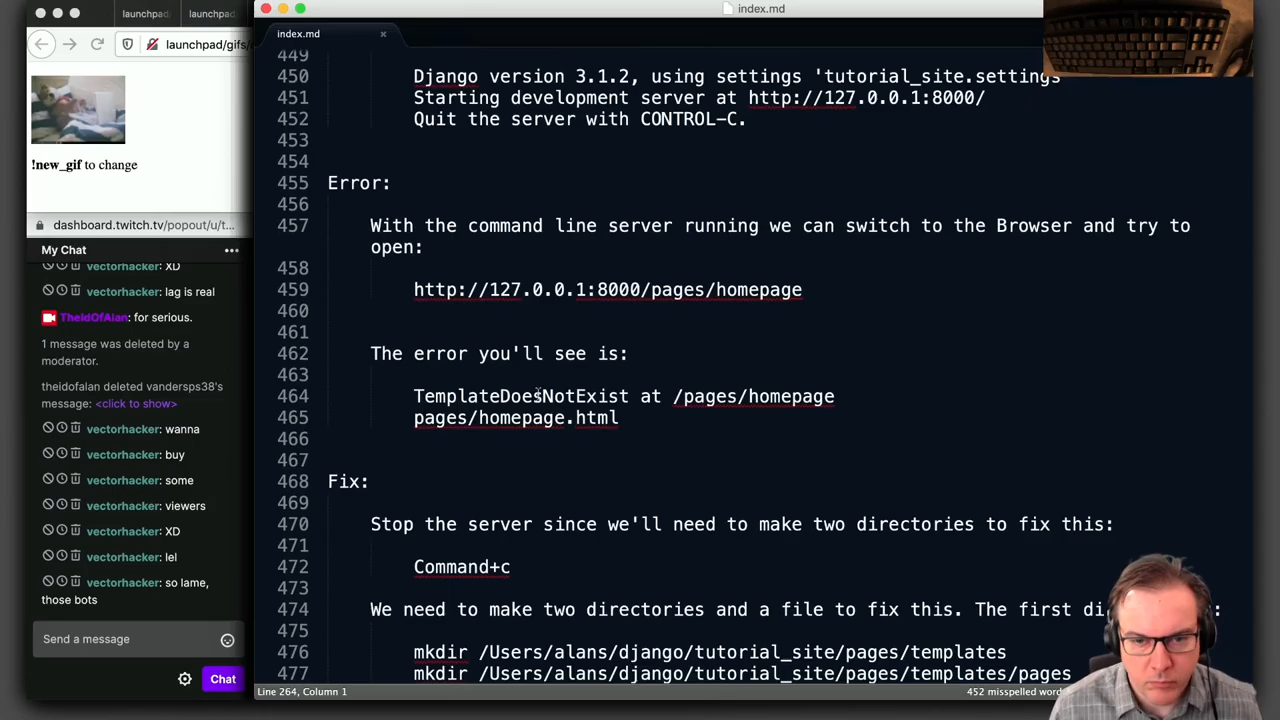 launchpad
launchpad
index.md
launchpad/gifs/
index.md
!new_gif to change
dashboard.twitch.tv/popout/u/t...
My Chat
vectorhacker: XD
vectorhacker: lag is real
TheIdOfAlan: for serious.
1 message was deleted by a
moderator.
theidofalan deleted vandersps38's
message: <click to show>
vectorhacker: wanna
vectorhacker: buy
vectorhacker: some
vectorhacker: viewers
vectorhacker: XD
vectorhacker: lel
vectorhacker: so lame,
those bots
Send a message
Chat
449
450 Django version 3.1.2, using settings 'tutorial_site.settings'
451 Starting development server at http://127.0.0.1:8000/
452 Quit the server with CONTROL-C.
453
454
455 Error:
456
457 With the command line server running we can switch to the Browser and try to
open:
458
459 http://127.0.0.1:8000/pages/homepage
460
461
462 The error you'll see is:
463
464 TemplateDoesNotExist at /pages/homepage
465 pages/homepage.html
466
467
468 Fix:
469
470 Stop the server since we'll need to make two directories to fix this:
471
472 Command+c
473
474 We need to make two directories and a file to fix this. The first di :
475
476 mkdir /Users/alans/django/tutorial_site/pages/templates
477 mkdir /Users/alans/django/tutorial_site/pages/templates/pages
Line 264, Column 1
452 misspelled word